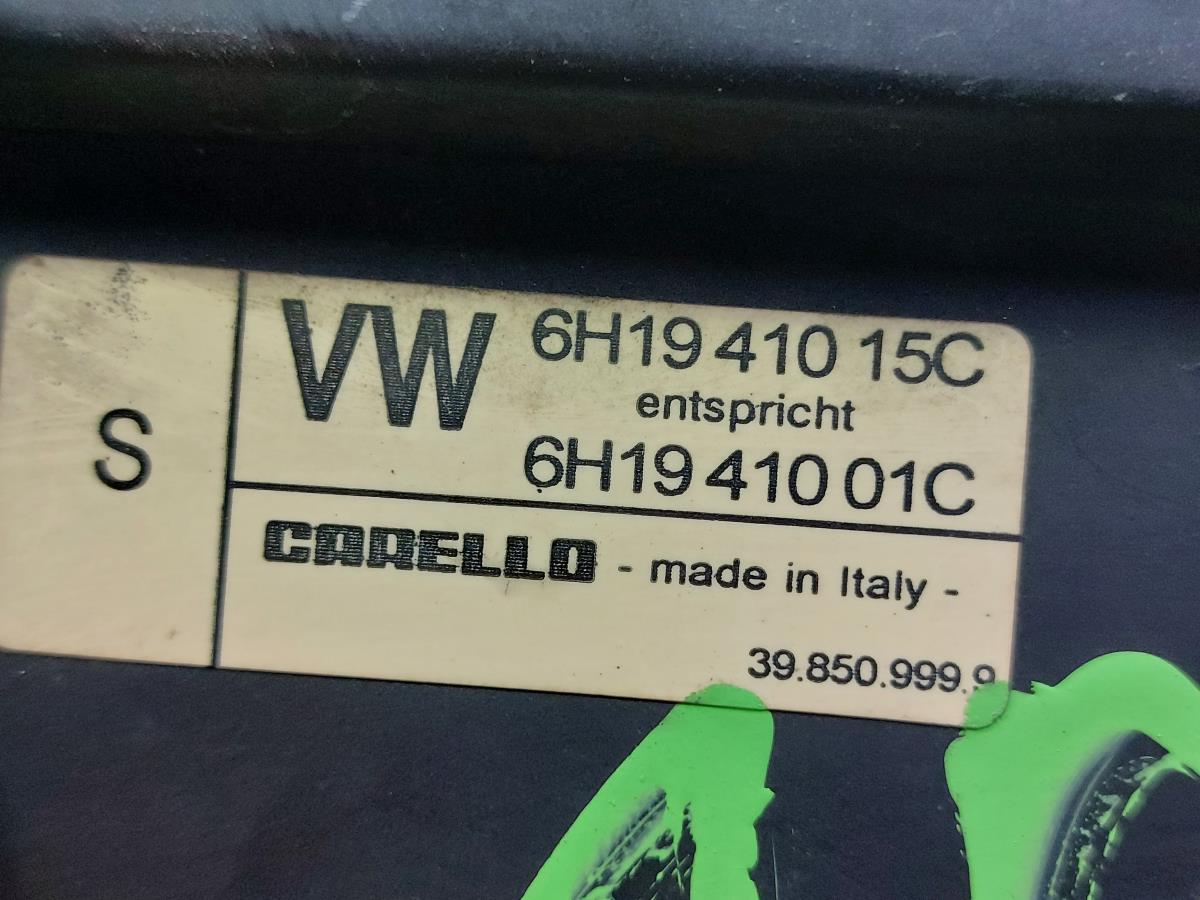 S
VW 6H19 410 15C
entspricht
6H19 410 01C
CARELLO - made in Italy -
39.850.999.9